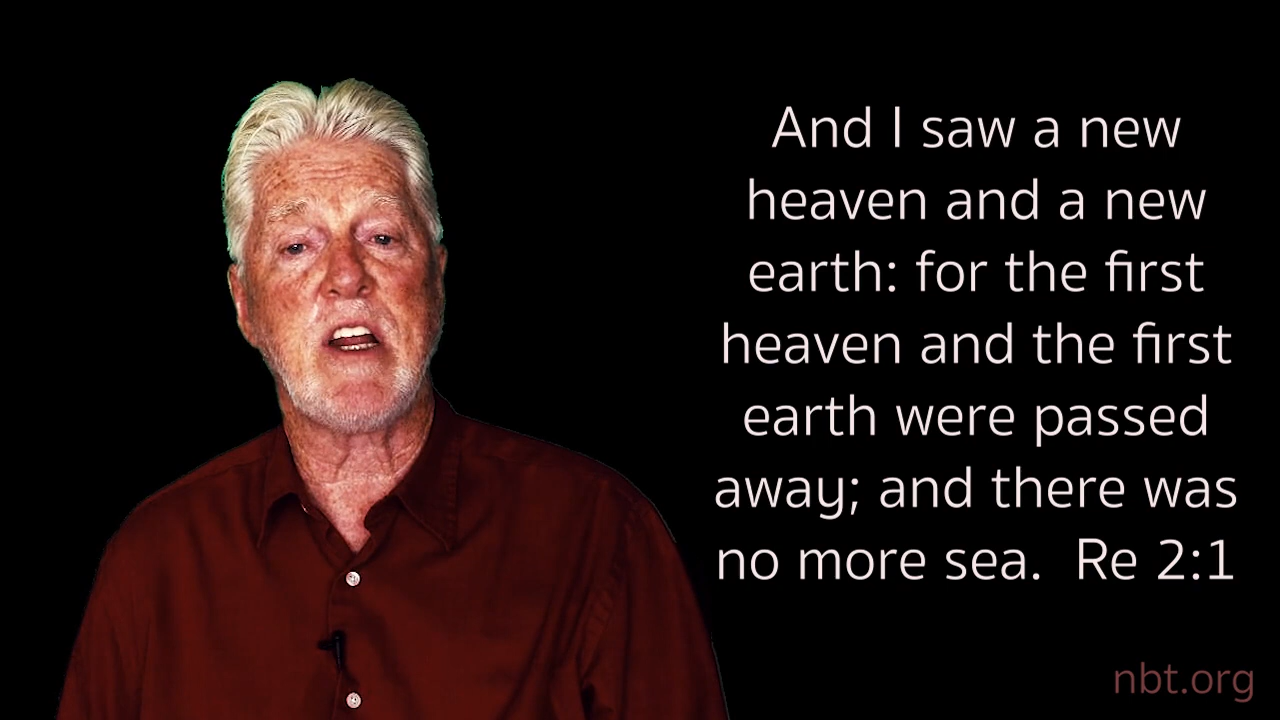 And I saw a new
heaven and a new
earth: for the first
heaven and the first
earth were passed
away; and there was
no more sea.  Re 2:1
nbt.org